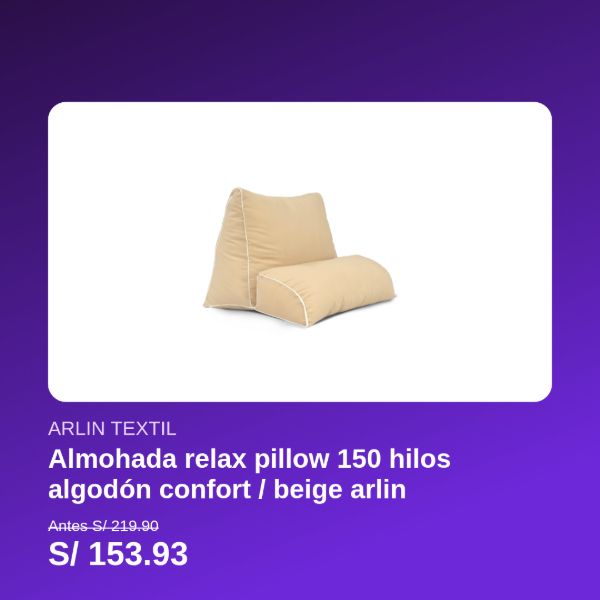 ARLIN TEXTIL
Almohada relax pillow 150 hilos
algodón confort / beige arlin
Antes S/ 219.90
S/ 153.93